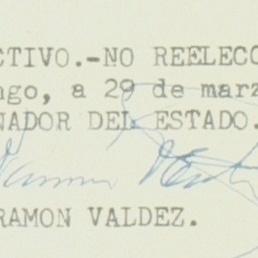 CTIVO.-NO REELECC
ngo, a 29 de marz
NADOR DEL ESTADO.
RAMON VALDEZ.